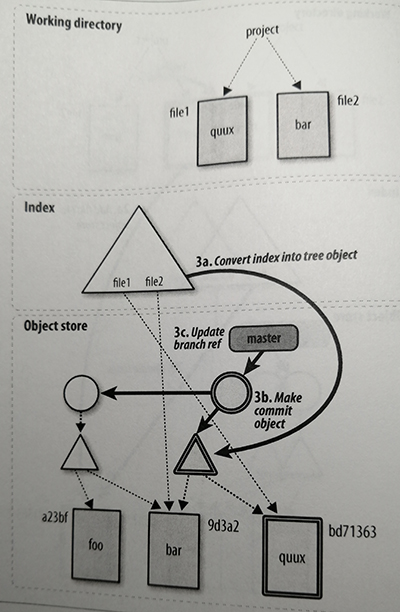 Working directory
project
file1
quux
bar
file2
Index
3a. Convert index into tree object
file1 file2
Object store
3c. Update
branch ref
master
3b. Make
commit
object
a23bf
foo
bar
9d3a2
quux
bd71363